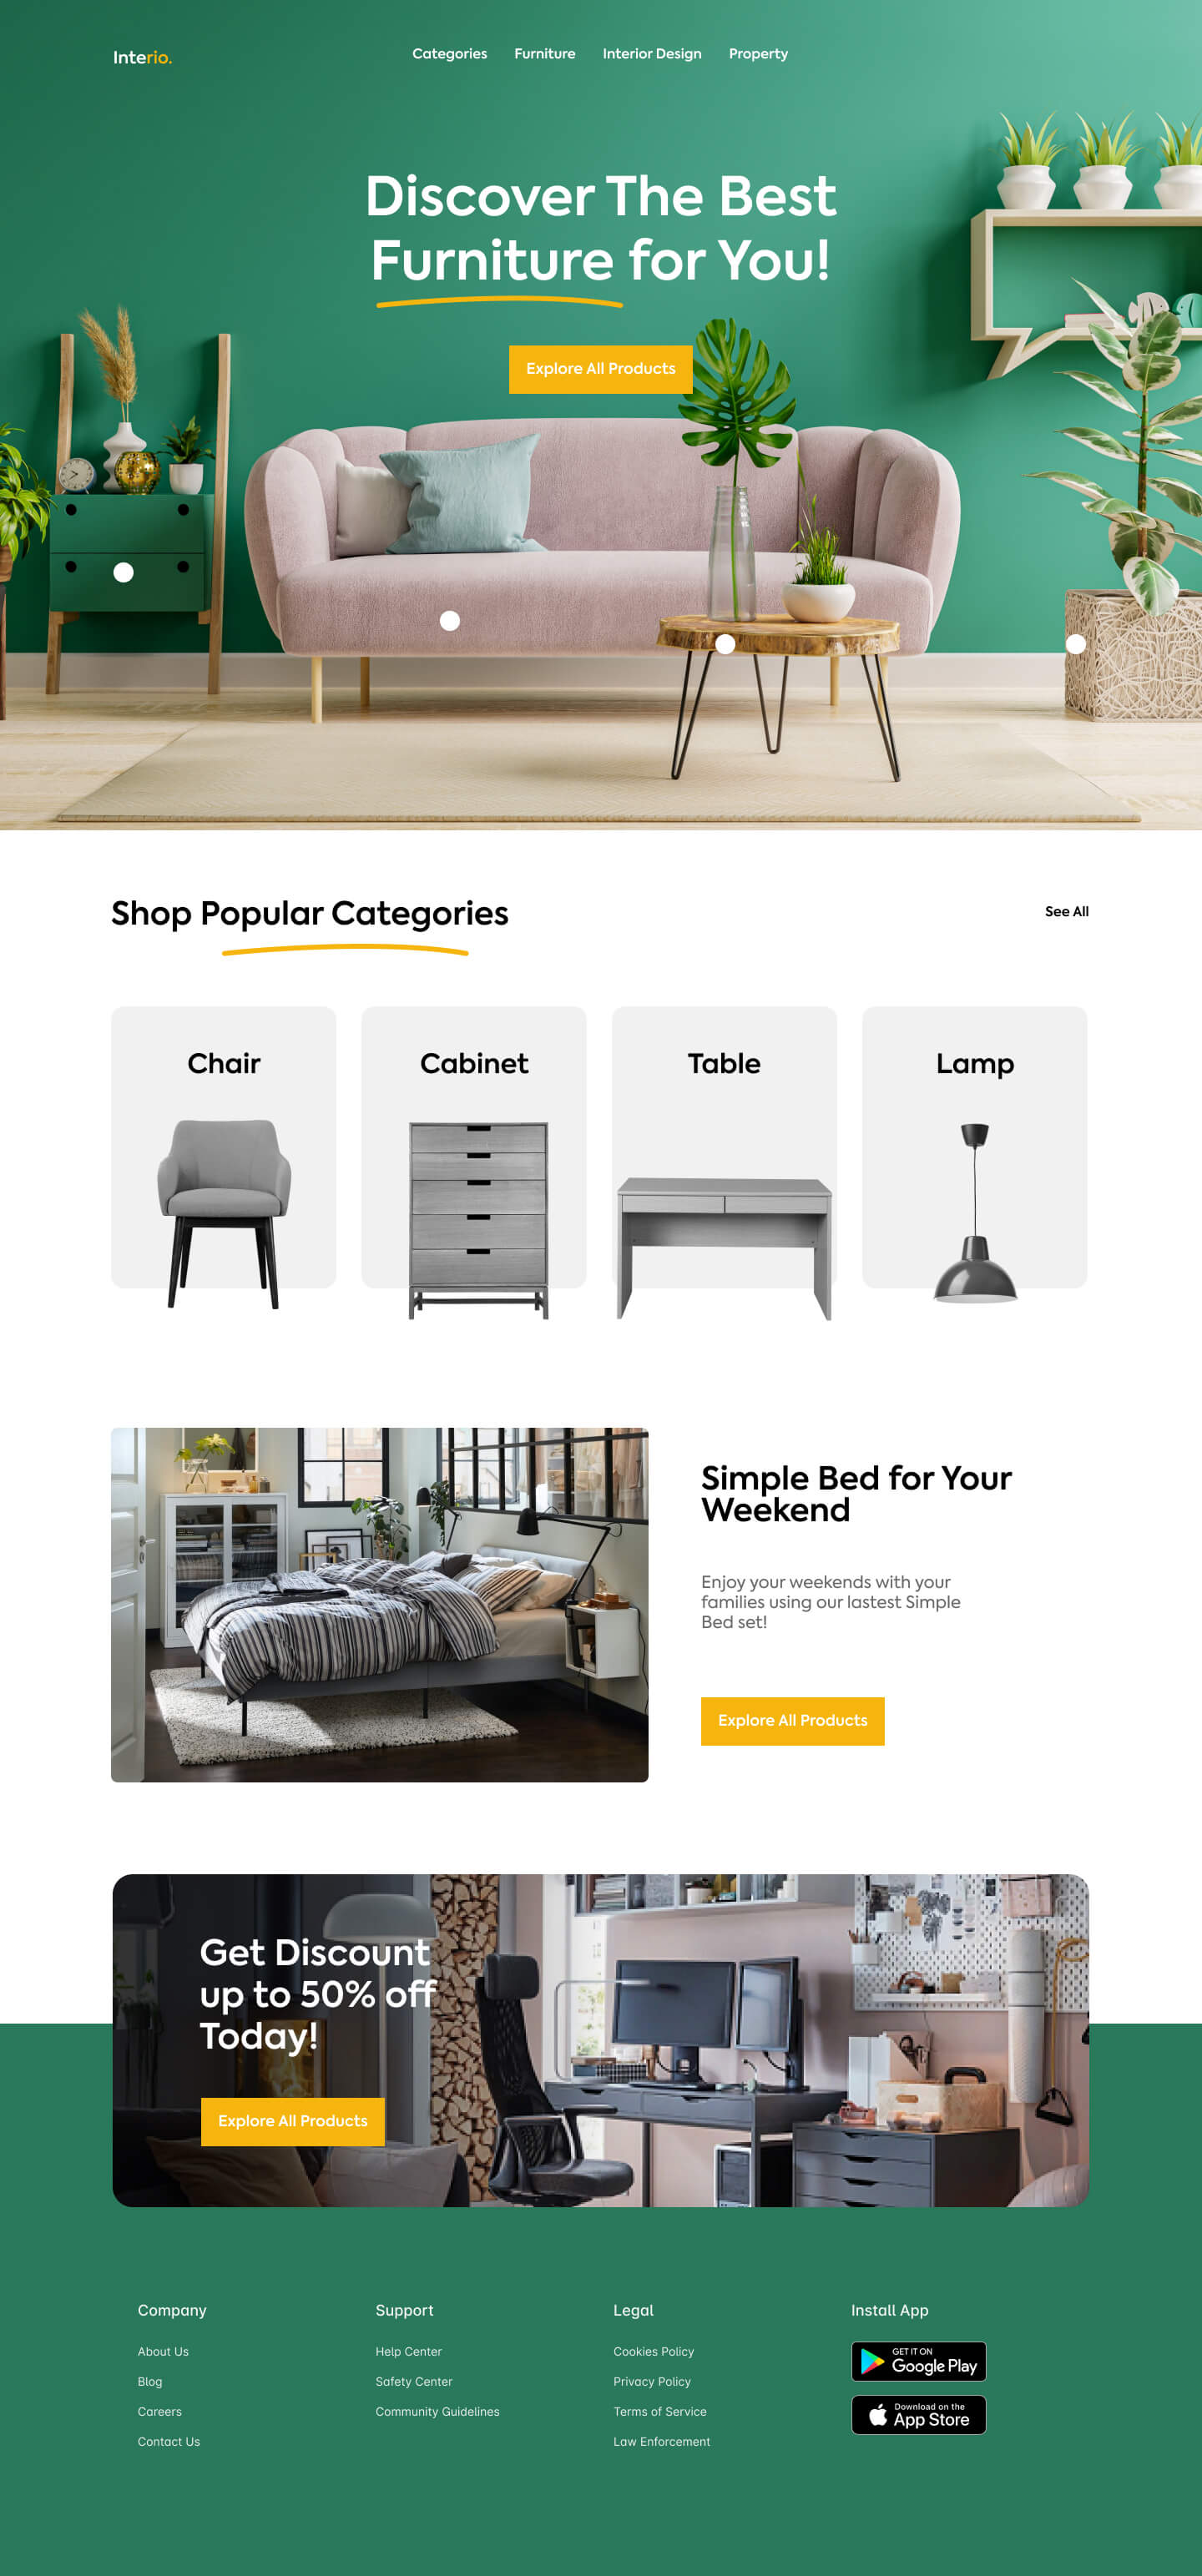 Interio.
Categories Furniture Interior Design Property
Discover The Best
Furniture for You!
Explore All Products
Shop Popular Categories
See All
Chair
Cabinet
Table
Lamp
Simple Bed for Your
Weekend
Enjoy your weekends with your
families using our lastest Simple
Bed set!
Explore All Products
Get Discount
up to 50% off
Today!
Explore All Products
Company
About Us
Blog
Careers
Contact Us
Support
Help Center
Safety Center
Community Guidelines
Legal
Cookies Policy
Privacy Policy
Terms of Service
Law Enforcement
Install App
GET IT ON
Google Play
Download on the
App Store